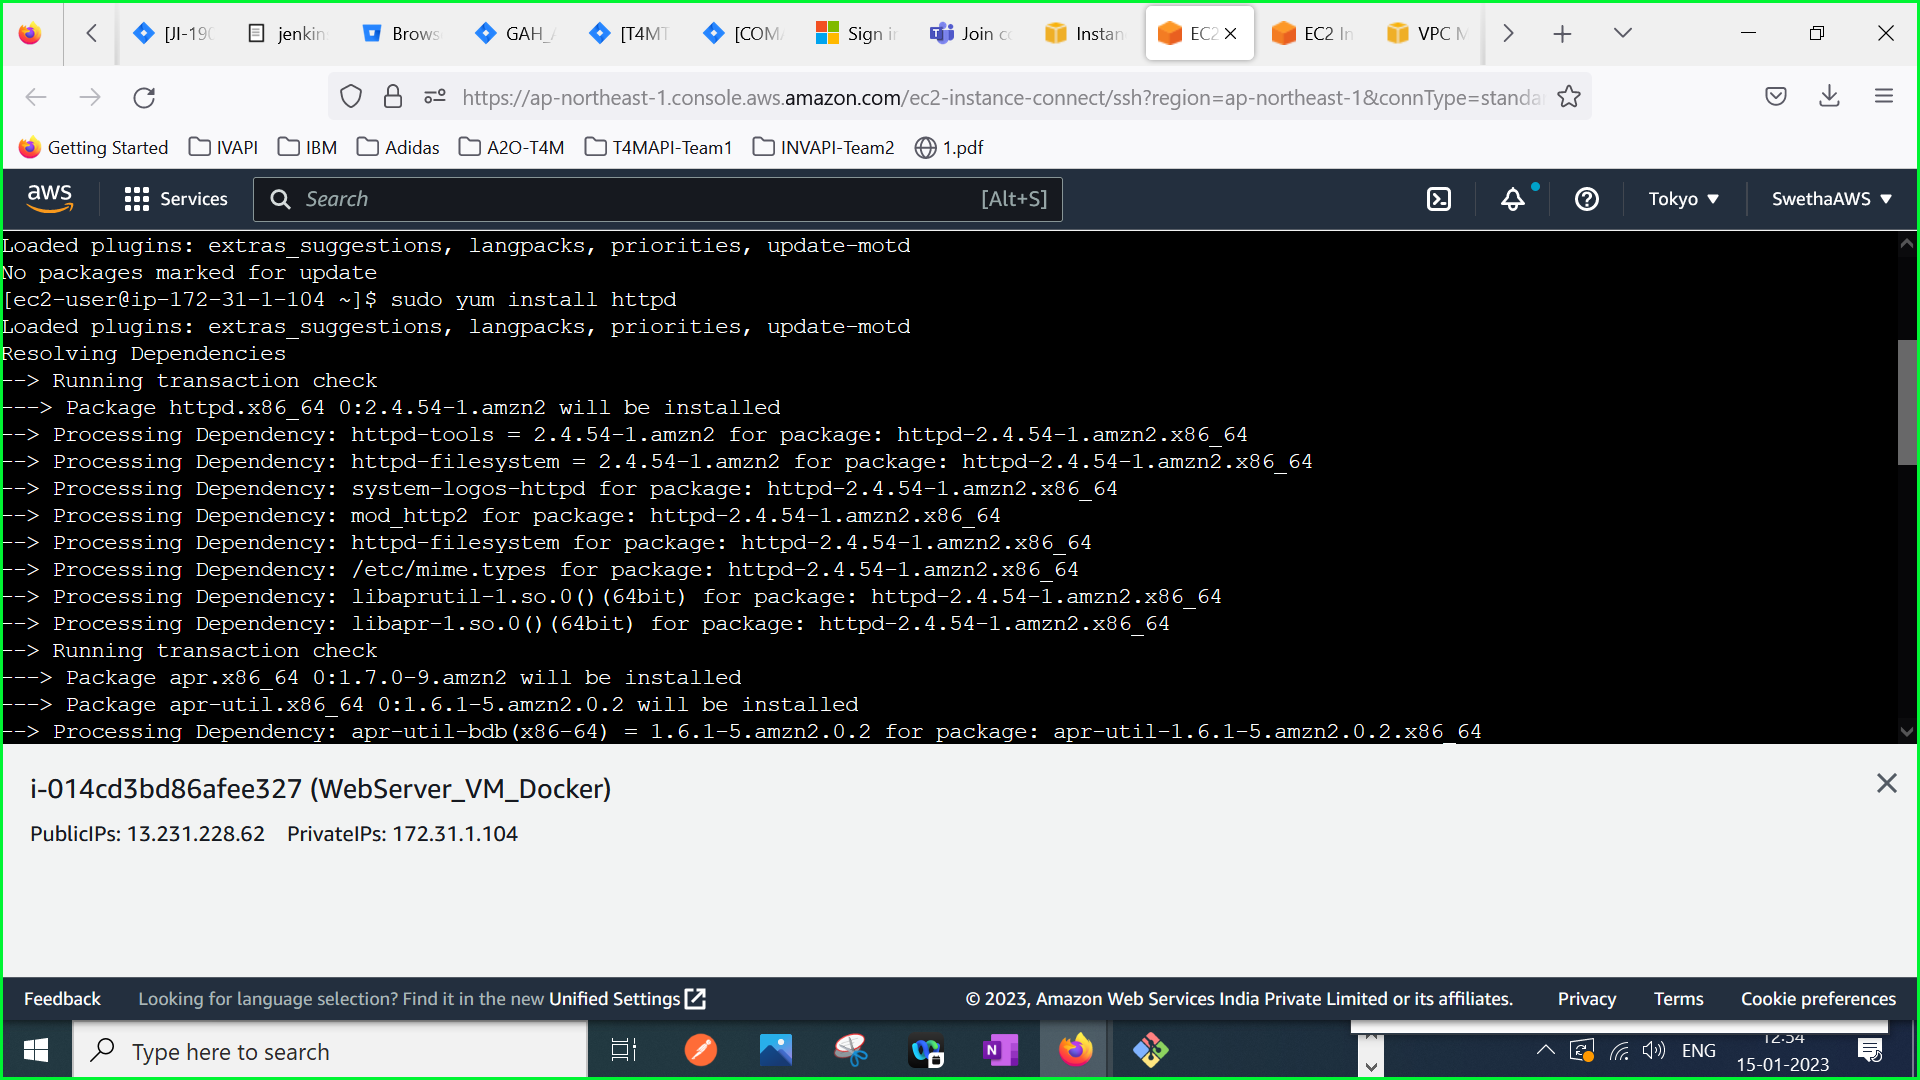 [JI-190
jenkin
Brows
GAH_
[T4MT
[COMA
Sign in
Join co
Instan
EC2
EC2 In
VPC M
https://ap-northeast-1.console.aws.amazon.com/ec2-instance-connect/ssh?region=ap-northeast-1&connType=standa
Getting Started
IVAPI
IBM
Adidas
A2O-T4M
T4MAPI-Team1
INVAPI-Team2
1.pdf
aws
Services
Search
[Alt+S]
Tokyo
SwethaAWS
Loaded plugins: extras_suggestions, langpacks, priorities, update-motd
No packages marked for update
[ec2-user@ip-172-31-1-104 ~]$ sudo yum install httpd
Loaded plugins: extras_suggestions, langpacks, priorities, update-motd
Resolving Dependencies
--> Running transaction check
---> Package httpd.x86_64 0:2.4.54-1.amzn2 will be installed
--> Processing Dependency: httpd-tools = 2.4.54-1.amzn2 for package: httpd-2.4.54-1.amzn2.x86_64
--> Processing Dependency: httpd-filesystem = 2.4.54-1.amzn2 for package: httpd-2.4.54-1.amzn2.x86_64
--> Processing Dependency: system-logos-httpd for package: httpd-2.4.54-1.amzn2.x86_64
--> Processing Dependency: mod_http2 for package: httpd-2.4.54-1.amzn2.x86_64
--> Processing Dependency: httpd-filesystem for package: httpd-2.4.54-1.amzn2.x86_64
--> Processing Dependency: /etc/mime.types for package: httpd-2.4.54-1.amzn2.x86_64
--> Processing Dependency: libaprutil-1.so.0()(64bit) for package: httpd-2.4.54-1.amzn2.x86_64
--> Processing Dependency: libapr-1.so.0()(64bit) for package: httpd-2.4.54-1.amzn2.x86_64
--> Running transaction check
---> Package apr.x86_64 0:1.7.0-9.amzn2 will be installed
---> Package apr-util.x86_64 0:1.6.1-5.amzn2.0.2 will be installed
--> Processing Dependency: apr-util-bdb(x86-64) = 1.6.1-5.amzn2.0.2 for package: apr-util-1.6.1-5.amzn2.0.2.x86_64
i-014cd3bd86afee327 (WebServer_VM_Docker)
PublicIPs: 13.231.228.62 PrivateIPs: 172.31.1.104
Feedback
Looking for language selection? Find it in the new Unified Settings
© 2023, Amazon Web Services India Private Limited or its affiliates.
Privacy
Terms
Cookie preferences
Type here to search
ENG
12:54
15-01-2023